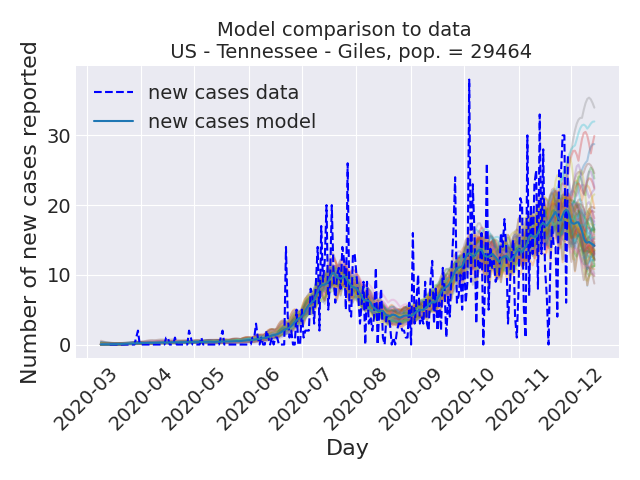 Model comparison to data
US - Tennessee - Giles, pop. = 29464
Number of new cases reported
new cases data
new cases model
30
20
10
0
2020-03
2020-04
2020-05
2020-06
2020-07
2020-08
2020-09
2020-10
2020-11
2020-12
Day